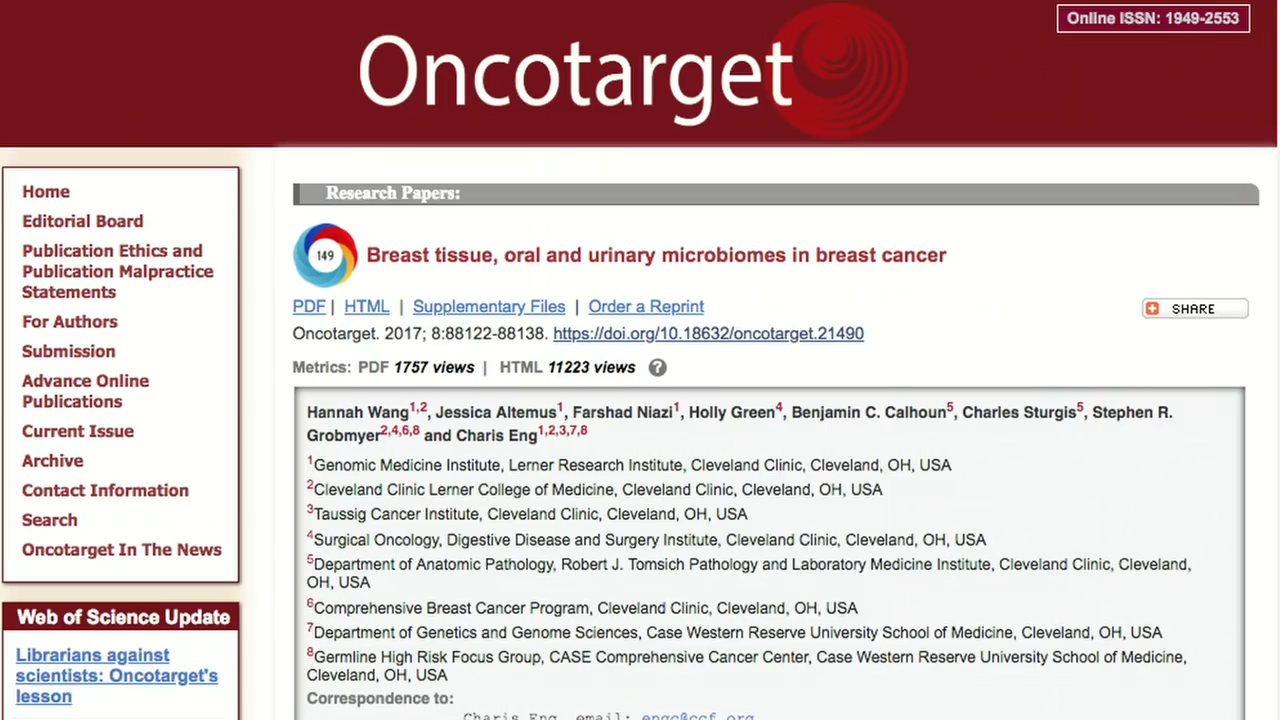 Online ISSN: 1949-2553
Oncotarget
Home
Editorial Board
Publication Ethics and
Publication Malpractice
Statements
For Authors
Submission
Advance Online
Publications
Current Issue
Archive
Contact Information
Search
Oncotarget In The News
Web of Science Update
Librarians against
scientists: Oncotarget's
lesson
Research Papers:
149
Breast tissue, oral and urinary microbiomes in breast cancer
PDF | HTML | Supplementary Files | Order a Reprint
SHARE
Oncotarget. 2017; 8:88122-88138. https://doi.org/10.18632/oncotarget.21490
Metrics: PDF 1757 views | HTML 11223 views ?
Hannah Wang1,2, Jessica Altemus1, Farshad Niazi1, Holly Green4, Benjamin C. Calhoun5, Charles Sturgis5, Stephen R.
Grobmyer2,4,6,8 and Charis Eng1,2,3,7,8
1Genomic Medicine Institute, Lerner Research Institute, Cleveland Clinic, Cleveland, OH, USA
2Cleveland Clinic Lerner College of Medicine, Cleveland Clinic, Cleveland, OH, USA
3Taussig Cancer Institute, Cleveland Clinic, Cleveland, OH, USA
4Surgical Oncology, Digestive Disease and Surgery Institute, Cleveland Clinic, Cleveland, OH, USA
5Department of Anatomic Pathology, Robert J. Tomsich Pathology and Laboratory Medicine Institute, Cleveland Clinic, Cleveland,
OH, USA
6Comprehensive Breast Cancer Program, Cleveland Clinic, Cleveland, OH, USA
7Department of Genetics and Genome Sciences, Case Western Reserve University School of Medicine, Cleveland, OH, USA
8Germline High Risk Focus Group, CASE Comprehensive Cancer Center, Case Western Reserve University School of Medicine,
Cleveland, OH, USA
Correspondence to:
Charis Eng, email: engc@ccf.org